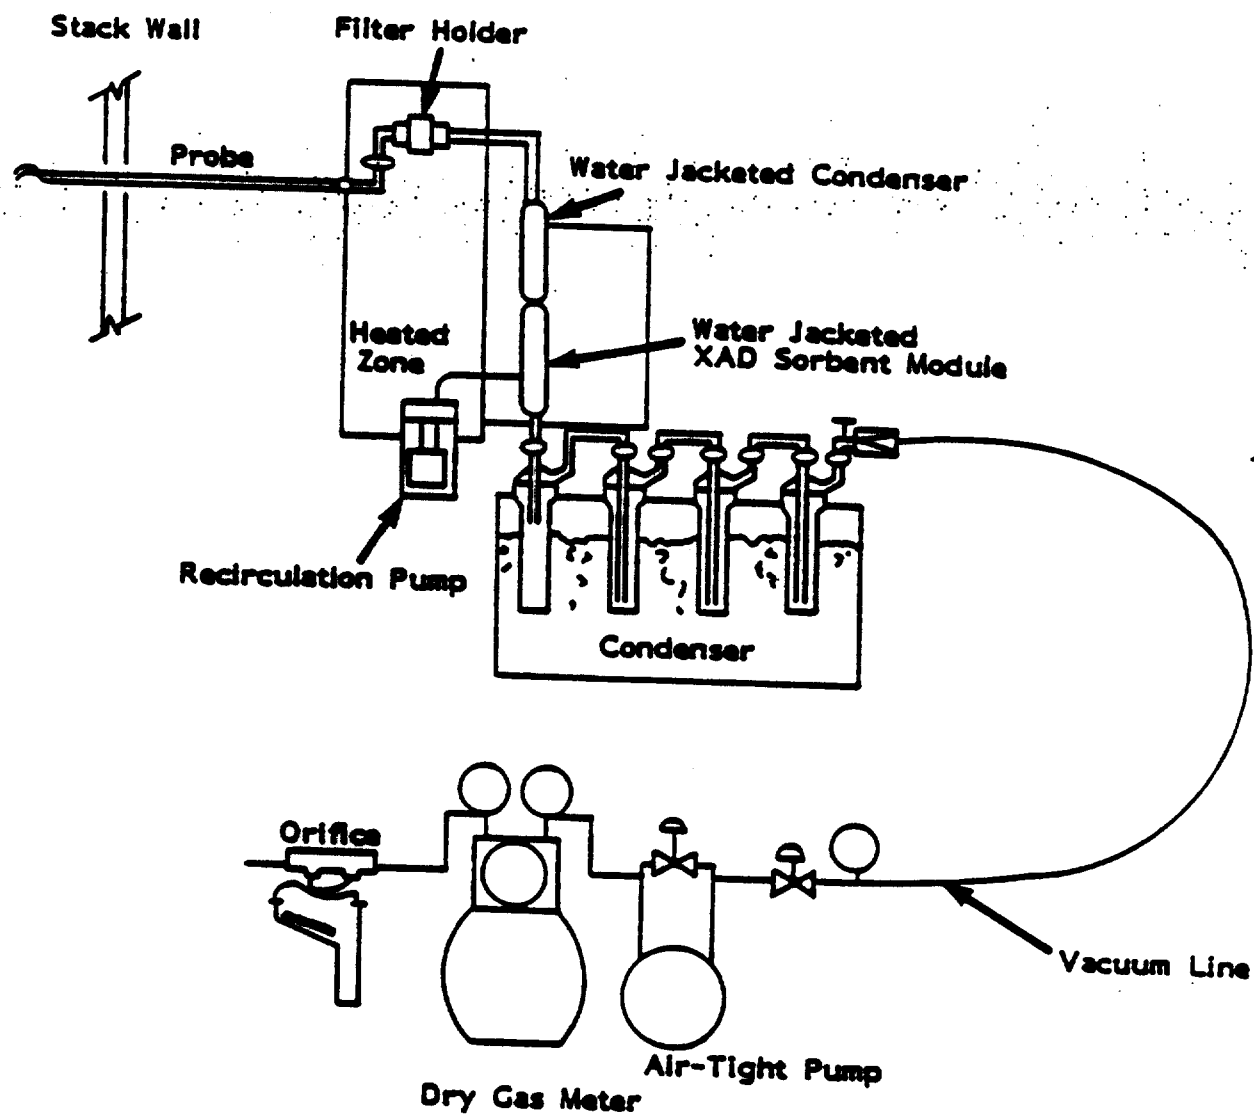 Stack Wall
Filter Holder
Probe
Water Jacketed Condenser
Heated
Zone
Water Jacketed
XAD Sorbent Module
Recirculation Pump
Condenser
Orifice
Vacuum Line
Air-Tight Pump
Dry Gas Meter